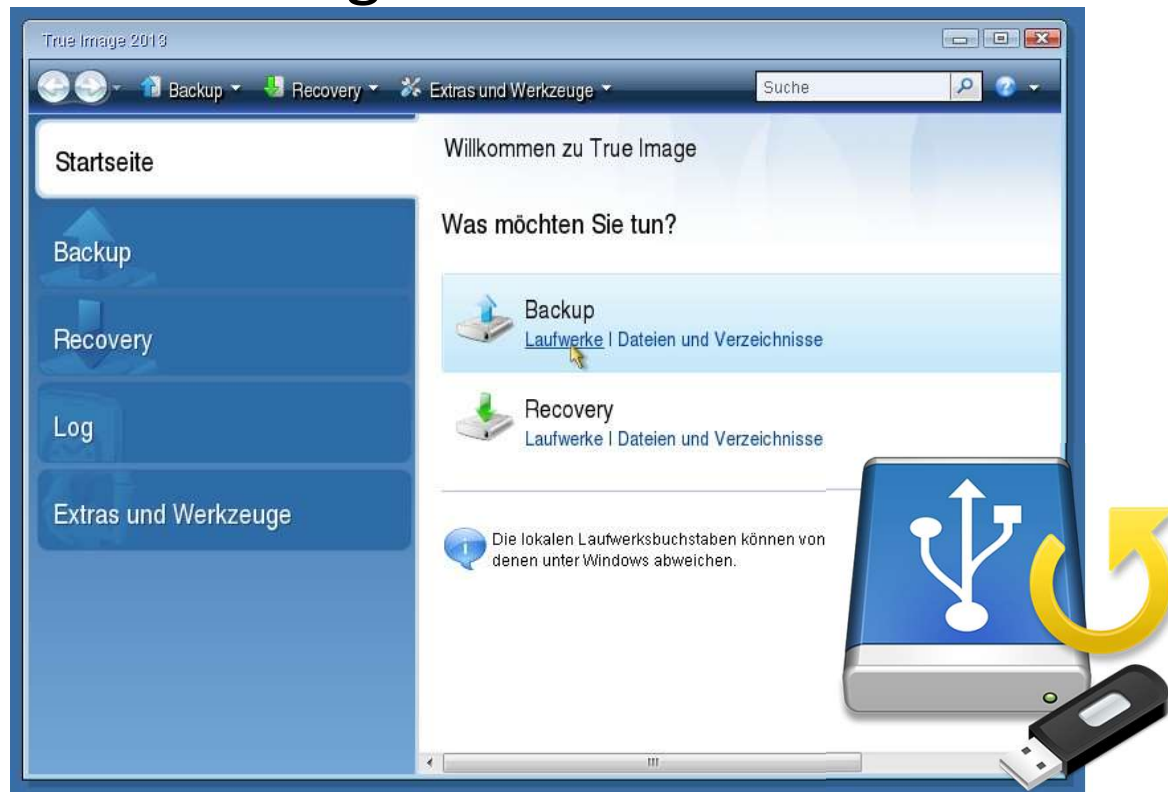 True Image 2013
Backup Recovery Extras und Werkzeuge Suche
Startseite
Backup
Recovery
Log
Extras und Werkzeuge
Willkommen zu True Image
Was möchten Sie tun?
Backup
Laufwerke | Dateien und Verzeichnisse
Recovery
Laufwerke | Dateien und Verzeichnisse
Die lokalen Laufwerksbuchstaben können von
denen unter Windows abweichen.